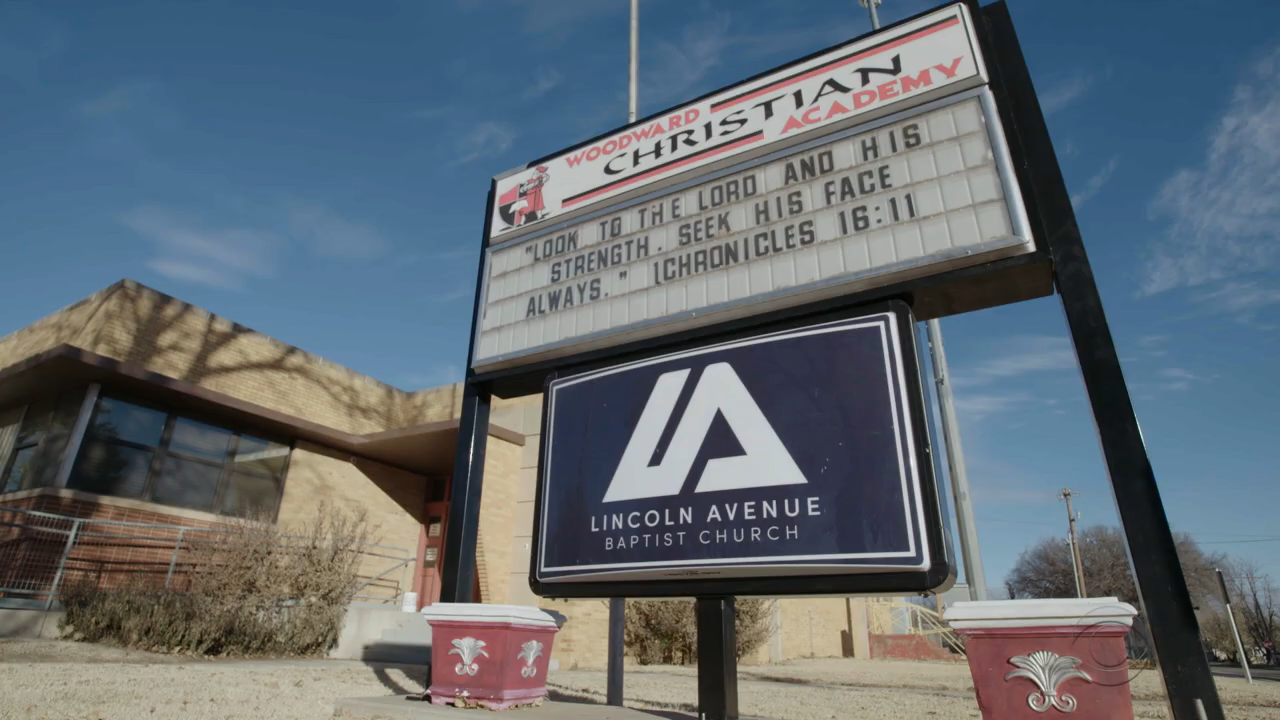 WOODWARD
CHRISTIAN
ACADEMY
"LOOK TO THE LORD AND HIS
STRENGTH. SEEK HIS FACE
ALWAYS." 1CHRONICLES 16:11
LINCOLN AVENUE
BAPTIST CHURCH